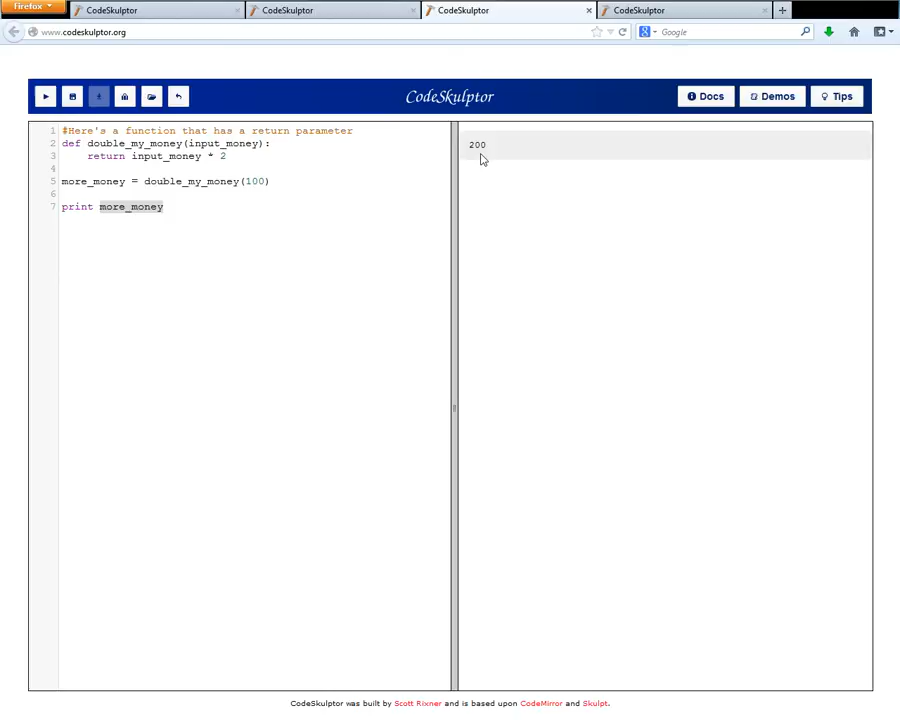 Firefox
CodeSkulptor
CodeSkulptor
CodeSkulptor
CodeSkulptor
www.codeskulptor.org
Google
CodeSkulptor
Docs
Demos
Tips
1 #Here's a function that has a return parameter
2 def double_my_money(input_money):
3 return input_money * 2
4
5 more_money = double_my_money(100)
6
7 print more_money
200
CodeSkulptor was built by Scott Rixner and is based upon CodeMirror and Skulpt.